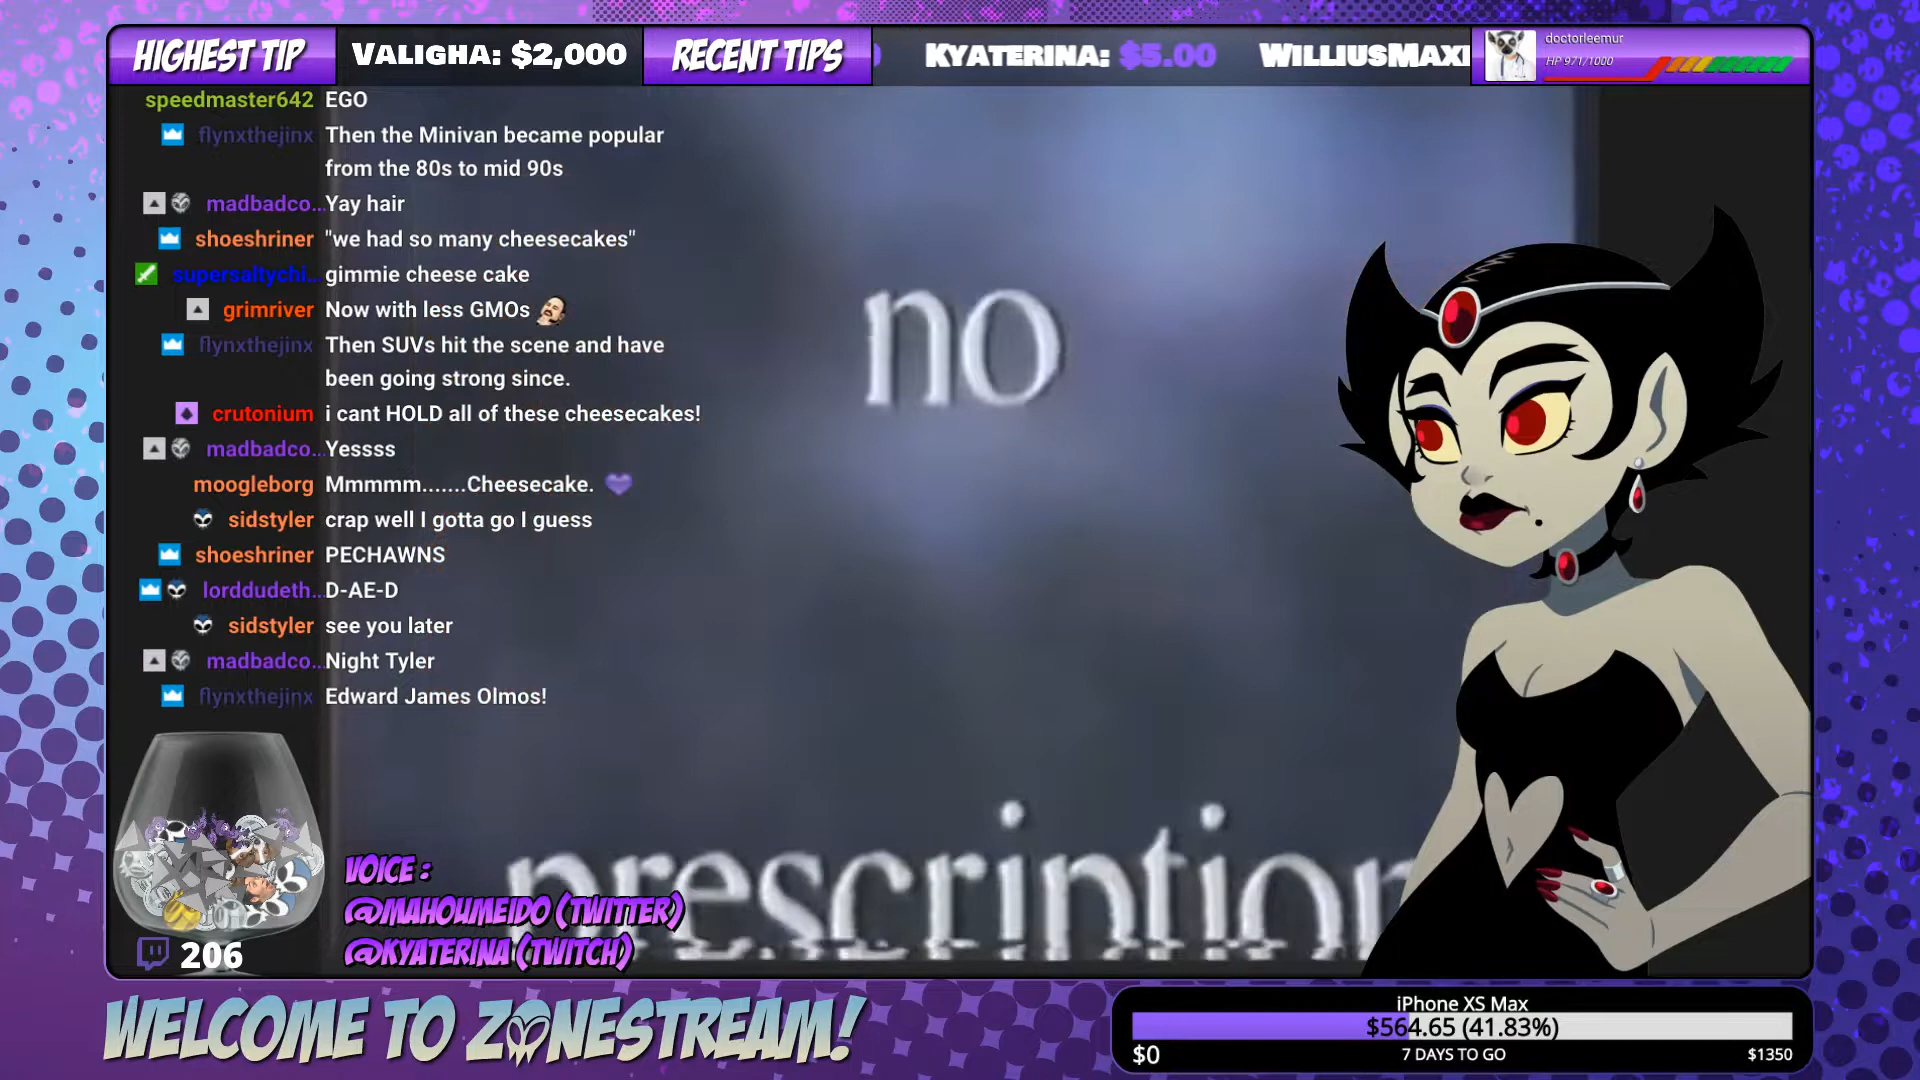 HIGHEST TIP
VALIGHA: $2,000
RECENT TIPS
KYATERINA: $5.00
WILLIUSMAXI
doctorleemur
HP 971/1000
speedmaster642 EGO
flynxthejinx Then the Minivan became popular
from the 80s to mid 90s
madbadco... Yay hair
shoeshriner "we had so many cheesecakes"
supersaltychi... gimmie cheese cake
grimriver Now with less GMOs
flynxthejinx Then SUVs hit the scene and have
been going strong since.
crutonium i cant HOLD all of these cheesecakes!
madbadco... Yessss
moogleborg Mmmmm.......Cheesecake.
sidstyler crap well I gotta go I guess
shoeshriner PECHAWNS
lorddudeth... D-AE-D
sidstyler see you later
madbadco... Night Tyler
flynxthejinx Edward James Olmos!
no
prescription
VOICE :
@MAHOUMEIDO (TWITTER)
@KYATERINA (TWITCH)
206
WELCOME TO ZONESTREAM!
iPhone XS Max
$564.65 (41.83%)
$0
7 DAYS TO GO
$1350